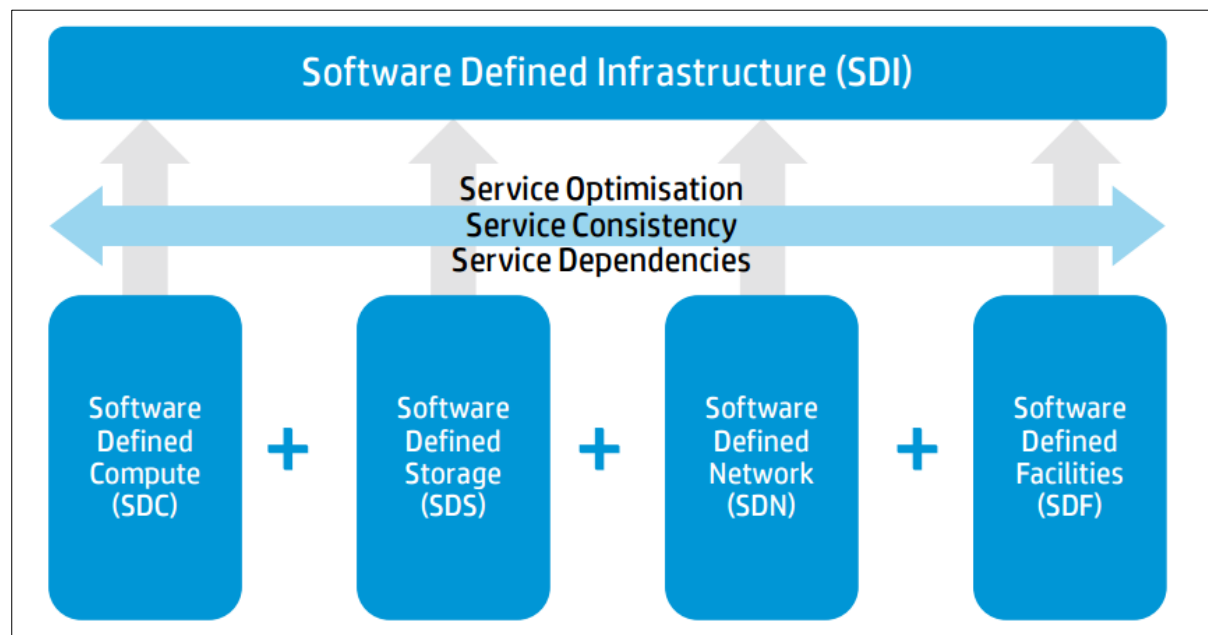 Software Defined Infrastructure (SDI)
Service Optimisation
Service Consistency
Service Dependencies
Software
Defined
Compute
(SDC)
+
Software
Defined
Storage
(SDS)
+
Software
Defined
Network
(SDN)
+
Software
Defined
Facilities
(SDF)